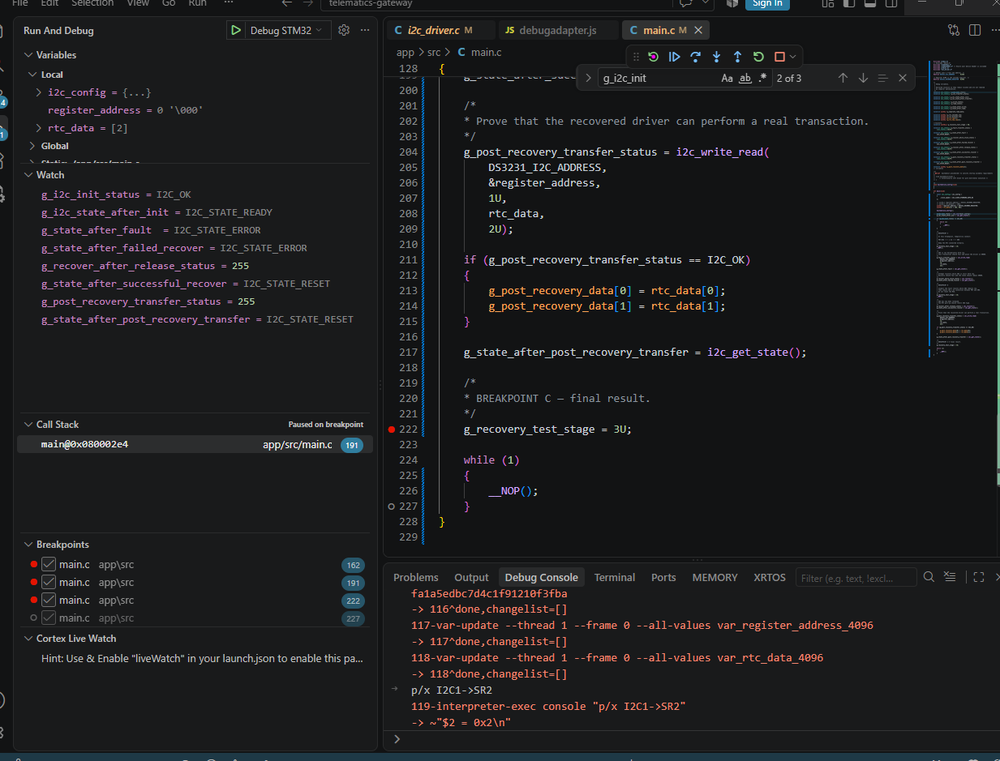 File Edit Selection View Go Run ··· telematics-gateway Sign In
Run And Debug Debug STM32 ···
Variables
Local
i2c_config = {...}
register_address = 0 '\000'
rtc_data = [2]
Global
Watch
g_i2c_init_status = I2C_OK
g_i2c_state_after_init = I2C_STATE_READY
g_state_after_fault = I2C_STATE_ERROR
g_state_after_failed_recover = I2C_STATE_ERROR
g_recover_after_release_status = 255
g_state_after_successful_recover = I2C_STATE_RESET
g_post_recovery_transfer_status = 255
g_state_after_post_recovery_transfer = I2C_STATE_RESET
Call Stack Paused on breakpoint
main@0x080002e4 app/src/main.c 191
Breakpoints
main.c app\src 162
main.c app\src 191
main.c app\src 222
main.c app\src 227
Cortex Live Watch
Hint: Use & Enable "liveWatch" in your launch.json to enable this pa...
C i2c_driver.c M JS debugadapter.js C main.c M
app > src > C main.c
g_i2c_init Aa ab .* 2 of 3
128 {
200
201 /*
202 * Prove that the recovered driver can perform a real transaction.
203 */
204 g_post_recovery_transfer_status = i2c_write_read(
205 DS3231_I2C_ADDRESS,
206 &register_address,
207 1U,
208 rtc_data,
209 2U);
210
211 if (g_post_recovery_transfer_status == I2C_OK)
212 {
213 g_post_recovery_data[0] = rtc_data[0];
214 g_post_recovery_data[1] = rtc_data[1];
215 }
216
217 g_state_after_post_recovery_transfer = i2c_get_state();
218
219 /*
220 * BREAKPOINT C — final result.
221 */
222 g_recovery_test_stage = 3U;
223
224 while (1)
225 {
226 __NOP();
227 }
228 }
229
Problems Output Debug Console Terminal Ports MEMORY XRTOS Filter (e.g. text, !excl...
fa1a5edbc7d4c1f91210f3fba
-> 116^done,changelist=[]
117-var-update --thread 1 --frame 0 --all-values var_register_address_4096
-> 117^done,changelist=[]
118-var-update --thread 1 --frame 0 --all-values var_rtc_data_4096
-> 118^done,changelist=[]
p/x I2C1->SR2
119-interpreter-exec console "p/x I2C1->SR2"
-> ~"$2 = 0x2\n"